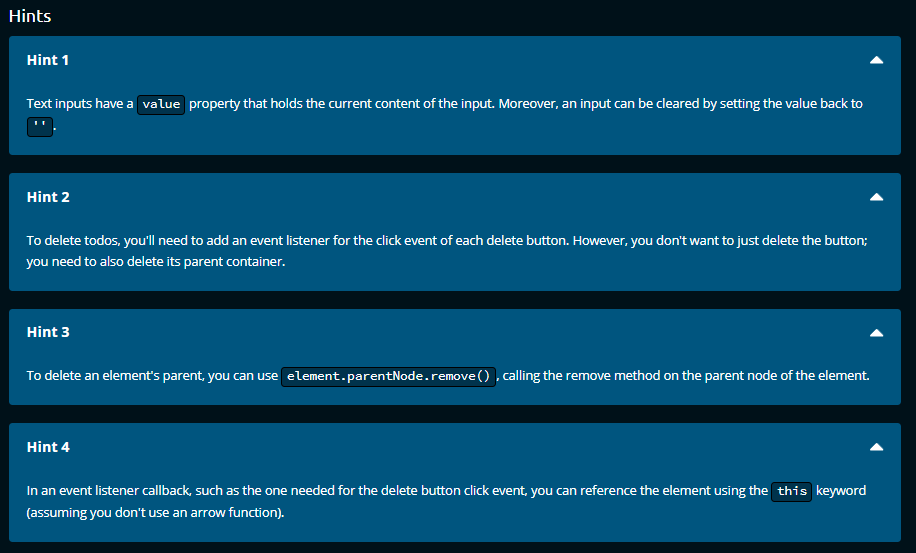 Hints
Hint 1
Text inputs have a value property that holds the current content of the input. Moreover, an input can be cleared by setting the value back to
''.
Hint 2
To delete todos, you'll need to add an event listener for the click event of each delete button. However, you don't want to just delete the button;
you need to also delete its parent container.
Hint 3
To delete an element's parent, you can use element.parentNode.remove(), calling the remove method on the parent node of the element.
Hint 4
In an event listener callback, such as the one needed for the delete button click event, you can reference the element using the this keyword
(assuming you don't use an arrow function).